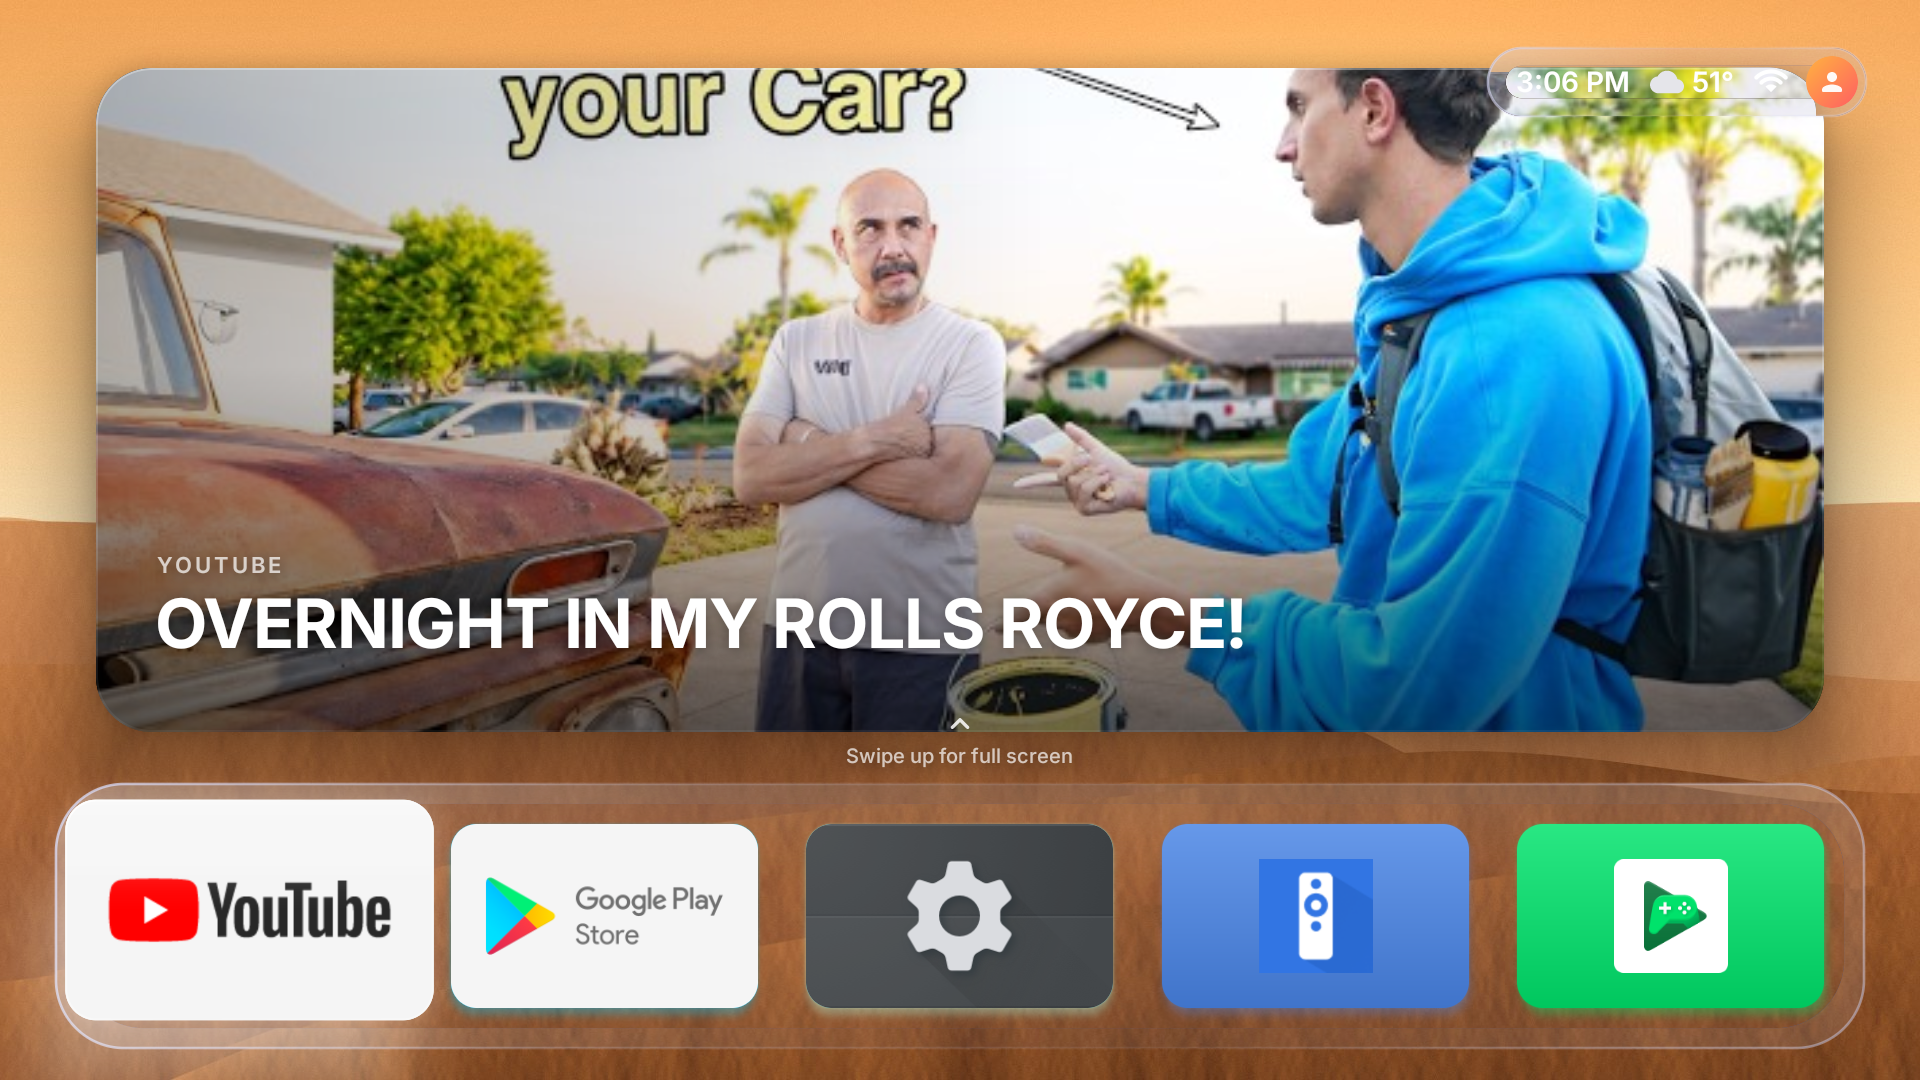 3:06 PM 51°
your Car?
YOUTUBE
OVERNIGHT IN MY ROLLS ROYCE!
Swipe up for full screen
YouTube
Google Play
Store